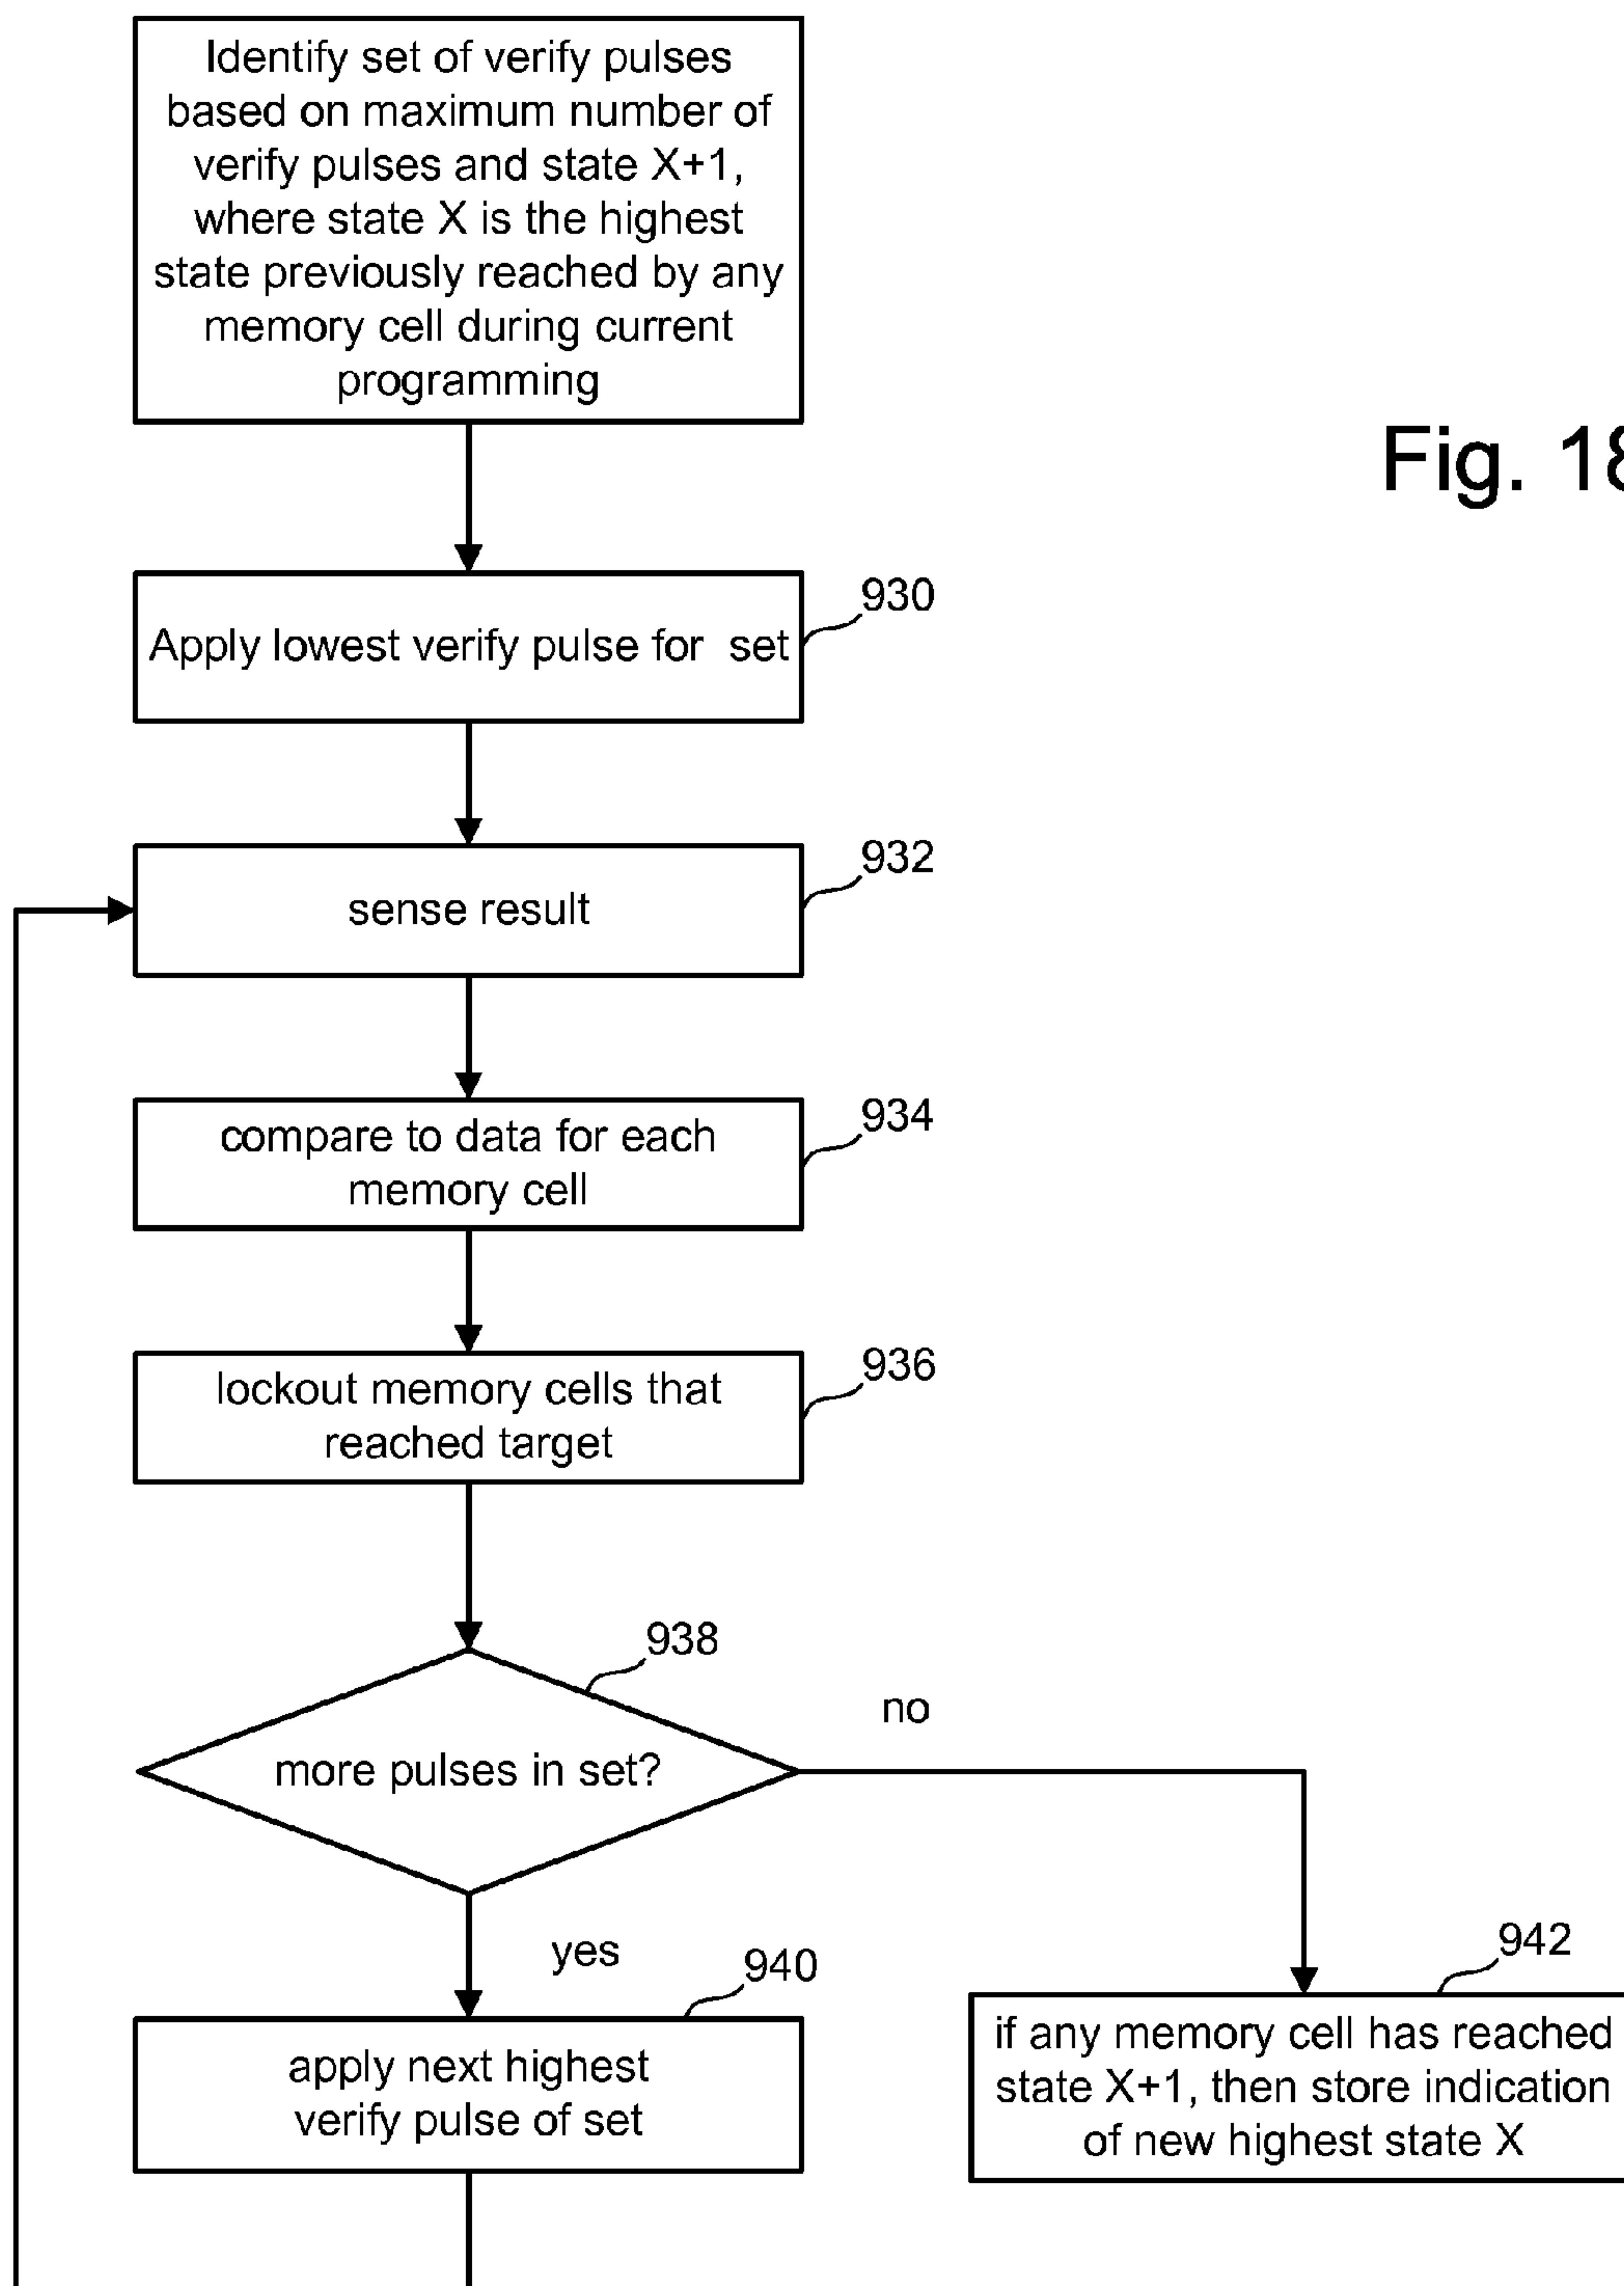 Identify set of verify pulses
based on maximum number of
verify pulses and state X+1,
where state X is the highest
state previously reached by any
memory cell during current
programming
Fig. 18
930
Apply lowest verify pulse for set
932
sense result
934
compare to data for each
memory cell
936
lockout memory cells that
reached target
938
no
more pulses in set?
yes
940
942
apply next highest
verify pulse of set
if any memory cell has reached
state X+1, then store indication
of new highest state X